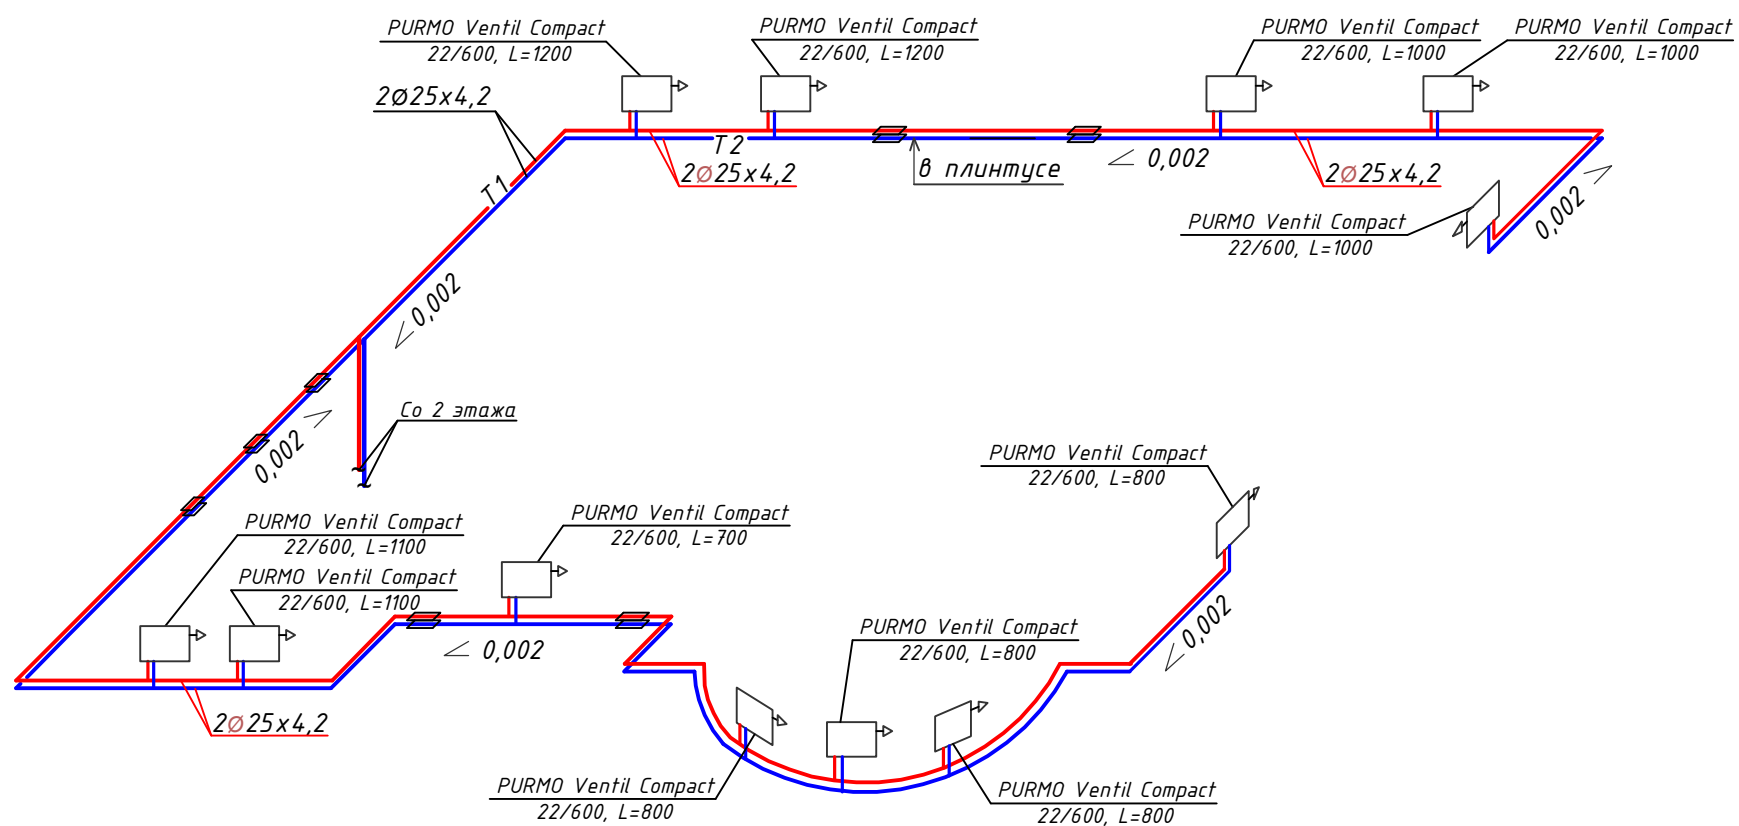 PURMO Ventil Compact
22/600, L=1200
PURMO Ventil Compact
22/600, L=1200
PURMO Ventil Compact
22/600, L=1000
PURMO Ventil Compact
22/600, L=1000
2Ø25x4,2
T2
2Ø25x4,2
в плинтусе
0,002
2Ø25x4,2
T1
PURMO Ventil Compact
22/600, L=1000
0,002
0,002
Со 2 этажа
0,002
PURMO Ventil Compact
22/600, L=800
PURMO Ventil Compact
22/600, L=1100
PURMO Ventil Compact
22/600, L=700
PURMO Ventil Compact
22/600, L=1100
0,002
PURMO Ventil Compact
22/600, L=800
0,002
2Ø25x4,2
PURMO Ventil Compact
22/600, L=800
PURMO Ventil Compact
22/600, L=800